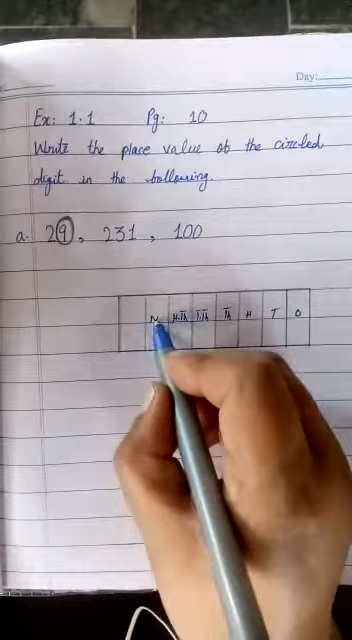 Day:
Ex: 1.1 Pg: 10
Write the place value of the circled
digit in the following.
a. 29, 231, 100
H.Th T.Th Th H T O